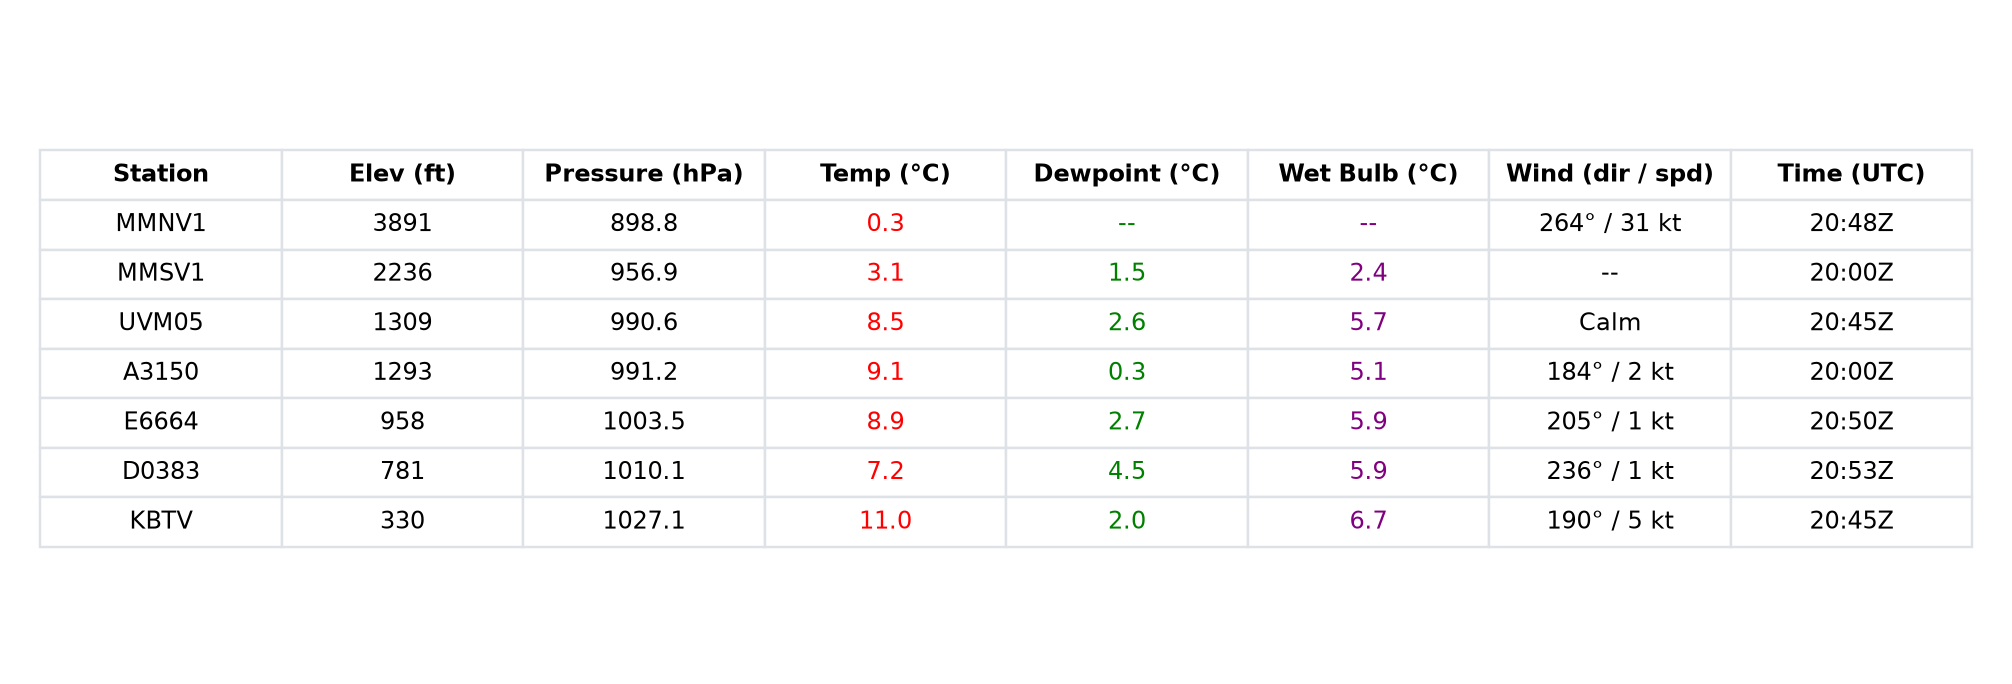 Station Elev (ft) Pressure (hPa) Temp (°C) Dewpoint (°C) Wet Bulb (°C) Wind (dir / spd) Time (UTC)
MMNV1 3891 898.8 0.3 -- -- 264° / 31 kt 20:48Z
MMSV1 2236 956.9 3.1 1.5 2.4 -- 20:00Z
UVM05 1309 990.6 8.5 2.6 5.7 Calm 20:45Z
A3150 1293 991.2 9.1 0.3 5.1 184° / 2 kt 20:00Z
E6664 958 1003.5 8.9 2.7 5.9 205° / 1 kt 20:50Z
D0383 781 1010.1 7.2 4.5 5.9 236° / 1 kt 20:53Z
KBTV 330 1027.1 11.0 2.0 6.7 190° / 5 kt 20:45Z